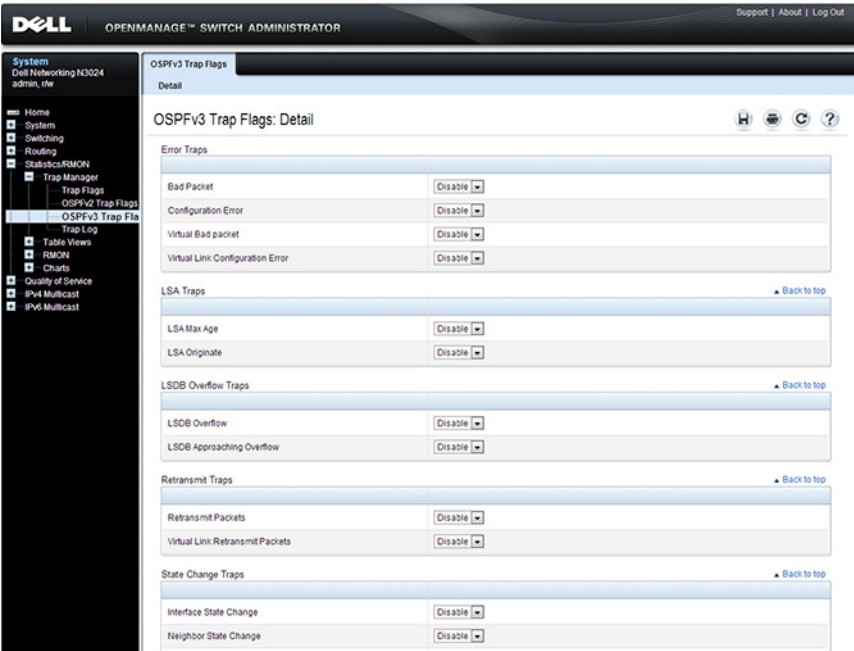 DELL OPENMANAGE™ SWITCH ADMINISTRATOR
Support | About | Log Out
System
Dell Networking N3024
admin, r/w
Home
System
Switching
Routing
Statistics/RMON
Trap Manager
Trap Flags
OSPFv2 Trap Flags
OSPFv3 Trap Fla
Trap Log
Table Views
RMON
Charts
Quality of Service
IPv4 Multicast
IPv6 Multicast
OSPFv3 Trap Flags
Detail
OSPFv3 Trap Flags: Detail
Error Traps
Bad Packet Disable
Configuration Error Disable
Virtual Bad packet Disable
Virtual Link Configuration Error Disable
LSA Traps Back to top
LSA Max Age Disable
LSA Originate Disable
LSDB Overflow Traps Back to top
LSDB Overflow Disable
LSDB Approaching Overflow Disable
Retransmit Traps Back to top
Retransmit Packets Disable
Virtual Link Retransmit Packets Disable
State Change Traps Back to top
Interface State Change Disable
Neighbor State Change Disable